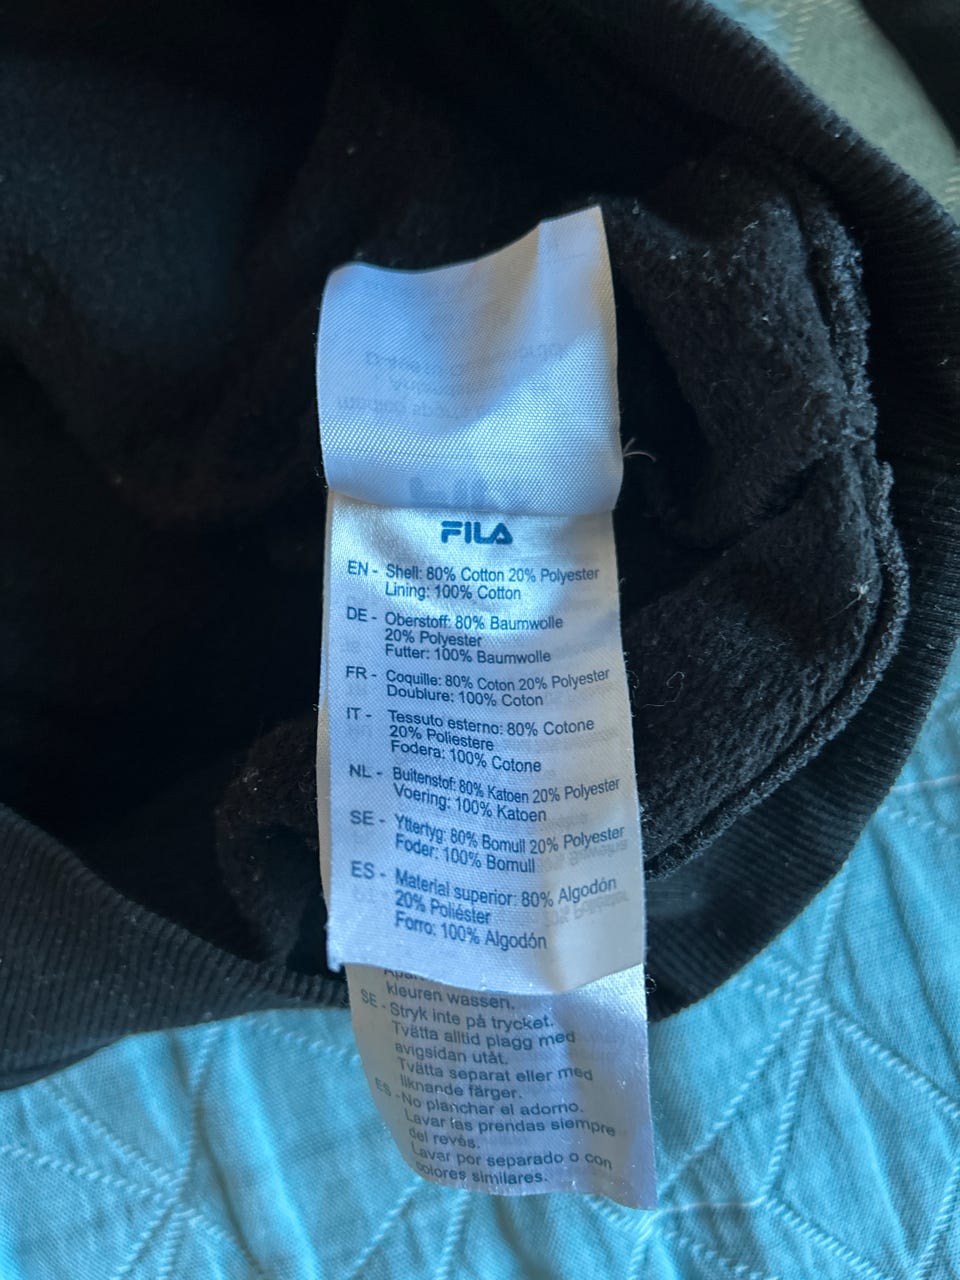 FILA
EN - Shell: 80% Cotton 20% Polyester
Lining: 100% Cotton
DE - Oberstoff: 80% Baumwolle
20% Polyester
Futter: 100% Baumwolle
FR - Coquille: 80% Coton 20% Polyester
Doublure: 100% Coton
IT - Tessuto esterno: 80% Cotone
20% Poliestere
Fodera: 100% Cotone
NL - Buitenstof: 80% Katoen 20% Polyester
Voering: 100% Katoen
SE - Yttertyg: 80% Bomull 20% Polyester
Foder: 100% Bomull
ES - Material superior: 80% Algodón
20% Poliéster
Forro: 100% Algodón
kleuren wassen.
SE - Stryk inte på trycket.
Tvätta alltid plagg med
avigsidan utåt.
Tvätta separat eller med
liknande färger.
ES - No planchar el adorno.
Lavar las prendas siempre
del revés.
Lavar por separado o con
colores similares.